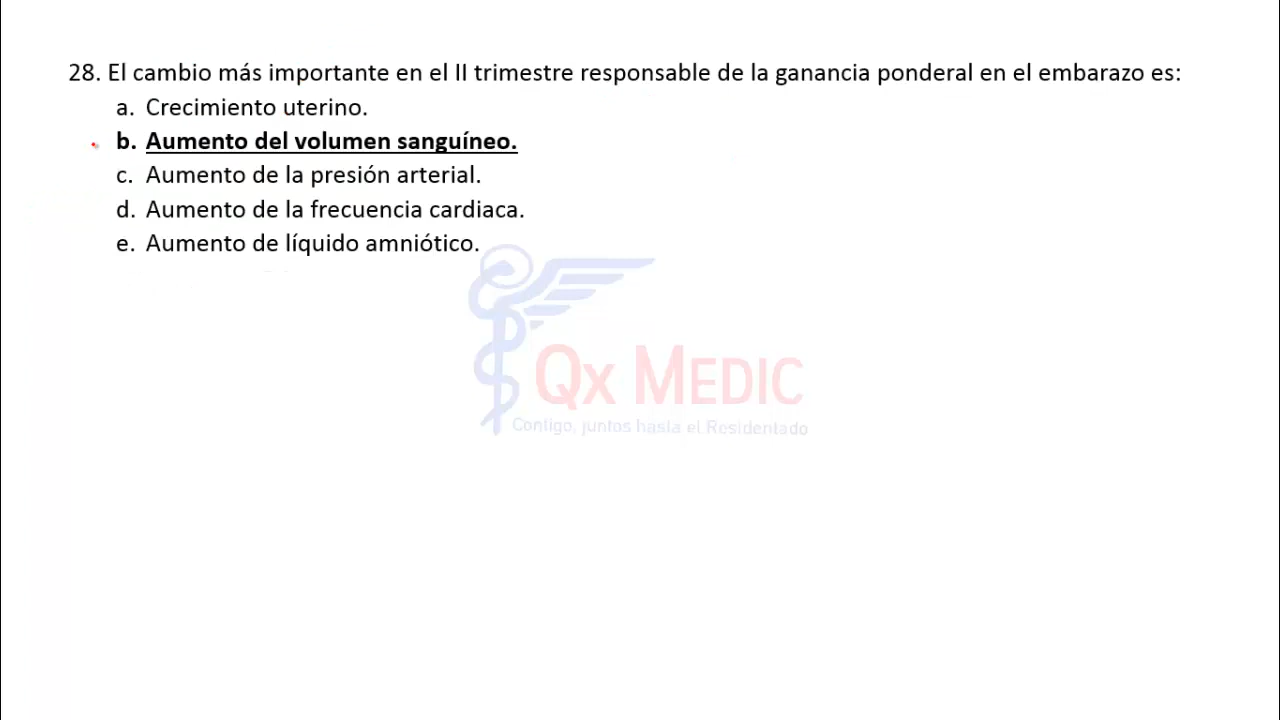 28. El cambio más importante en el II trimestre responsable de la ganancia ponderal en el embarazo es:
a. Crecimiento uterino.
b. Aumento del volumen sanguíneo.
c. Aumento de la presión arterial.
d. Aumento de la frecuencia cardiaca.
e. Aumento de líquido amniótico.
Qx MEDIC
Contigo, juntos hasta el Residentado